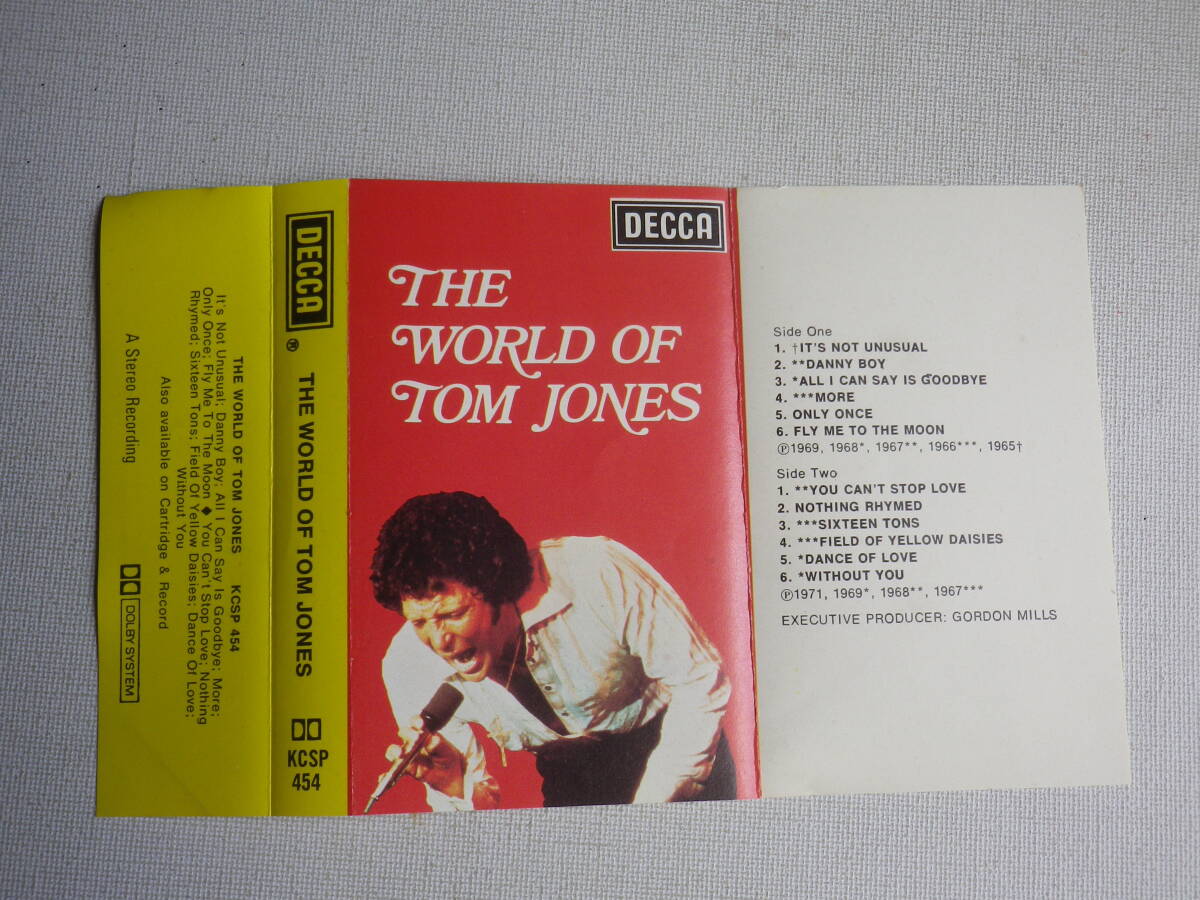 THE WORLD OF TOM JONES KCSP 454
It's Not Unusual; Danny Boy; All I Can Say Is Goodbye; More;
Only Once; Fly Me To The Moon ◆ You Can't Stop Love; Nothing
Rhymed; Sixteen Tons; Field Of Yellow Daisies; Dance Of Love;
Without You
Also available on Cartridge & Record
A Stereo Recording
DOLBY SYSTEM
DECCA
℗
THE WORLD OF TOM JONES
KCSP
454
DECCA
THE
WORLD OF
TOM JONES
Side One
1. †IT'S NOT UNUSUAL
2. **DANNY BOY
3. *ALL I CAN SAY IS GOODBYE
4. ***MORE
5. ONLY ONCE
6. FLY ME TO THE MOON
℗1969, 1968*, 1967**, 1966***, 1965†
Side Two
1. **YOU CAN'T STOP LOVE
2. NOTHING RHYMED
3. ***SIXTEEN TONS
4. ***FIELD OF YELLOW DAISIES
5. *DANCE OF LOVE
6. *WITHOUT YOU
℗1971, 1969*, 1968**, 1967***
EXECUTIVE PRODUCER: GORDON MILLS